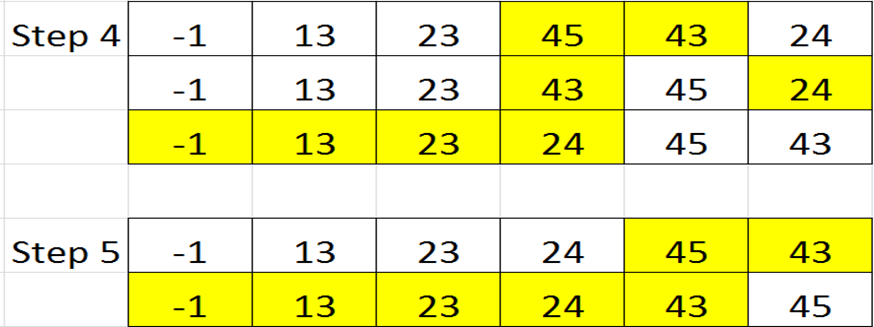 Step 4 -1 13 23 45 43 24
-1 13 23 43 45 24
-1 13 23 24 45 43
Step 5 -1 13 23 24 45 43
-1 13 23 24 43 45